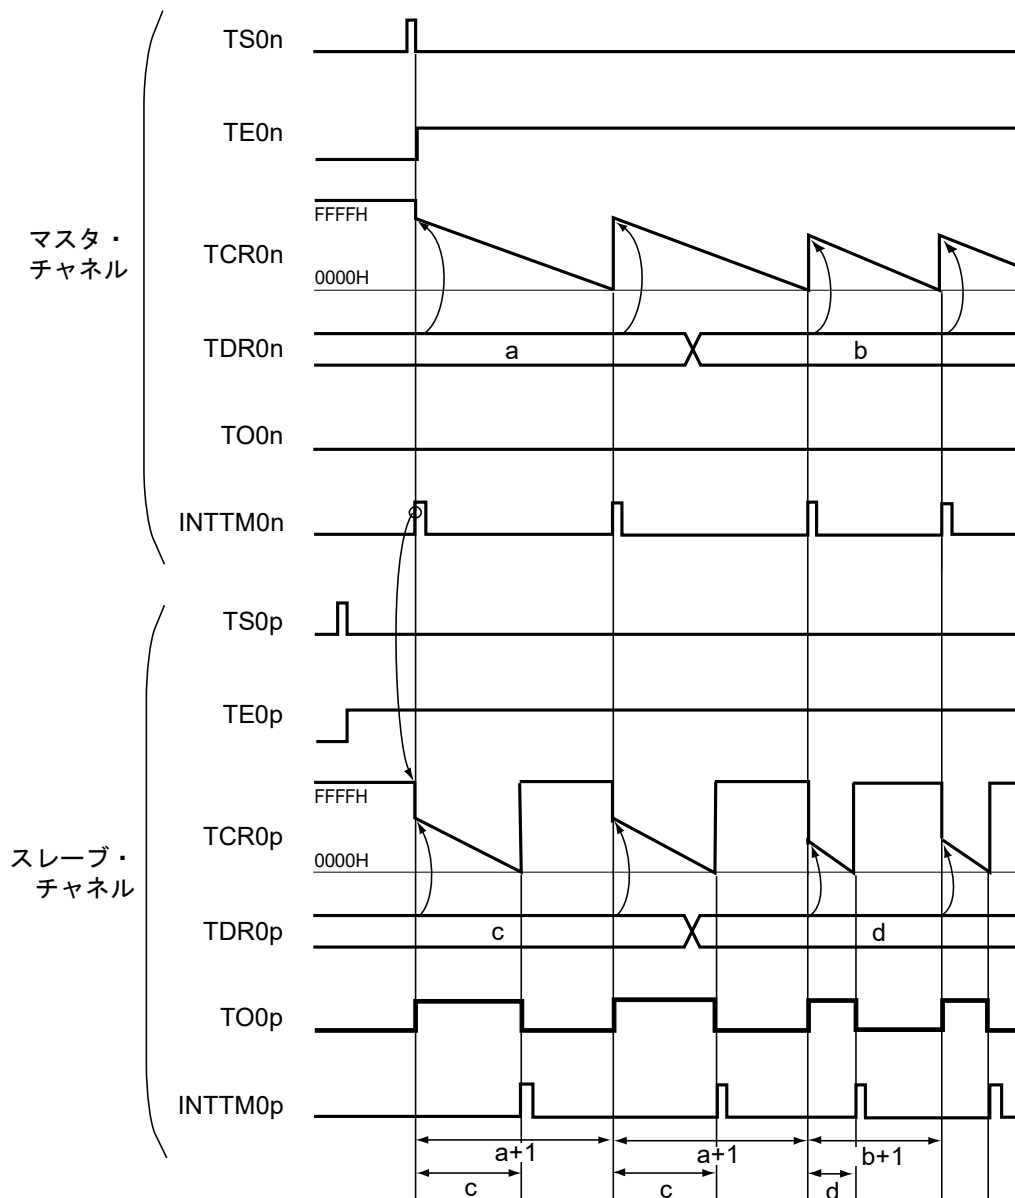 TS0n
TE0n
FFFFH
マスタ・
チャネル
TCR0n
0000H
TDR0n
a
b
TO0n
INTTM0n
TS0p
TE0p
FFFFH
TCR0p
スレーブ・
チャネル
0000H
TDR0p
c
d
TO0p
INTTM0p
a+1
a+1
b+1
c
c
d